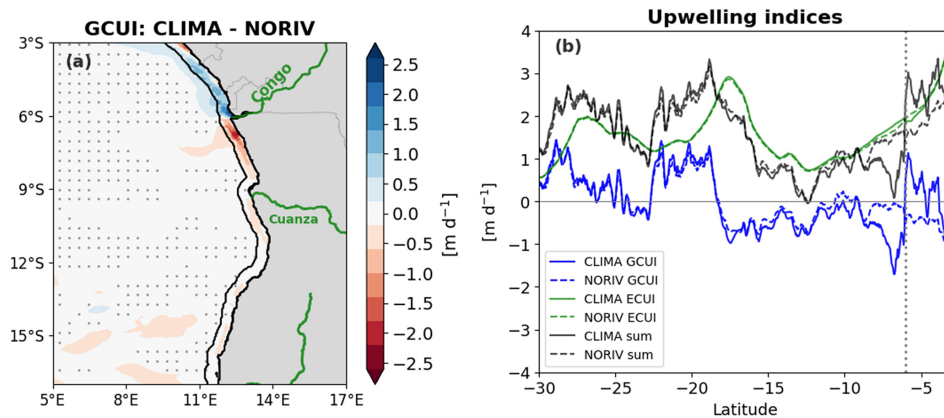 GCUI: CLIMA - NORIV
(a)
3°S
6°S
9°S
12°S
15°S
5°E 8°E 11°E 14°E 17°E
Congo
Cuanza
2.5
2.0
1.5
1.0
0.5
0.0
−0.5
−1.0
−1.5
−2.0
−2.5
[m d⁻¹]
Upwelling indices
(b)
4
3
2
1
0
−1
−2
−3
−4
[m d⁻¹]
CLIMA GCUI
NORIV GCUI
CLIMA ECUI
NORIV ECUI
CLIMA sum
NORIV sum
−30 −25 −20 −15 −10 −5
Latitude